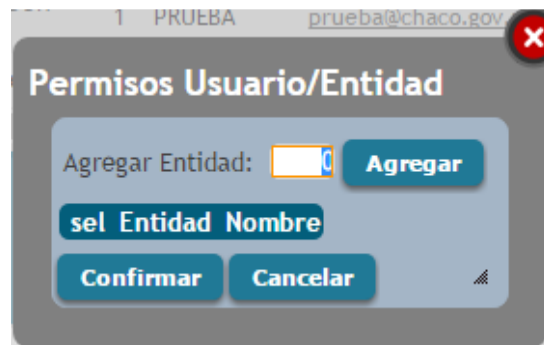 1 PRUEBA prueba@chaco.gov.
Permisos Usuario/Entidad
Agregar Entidad: 0 Agregar
sel Entidad Nombre
Confirmar Cancelar